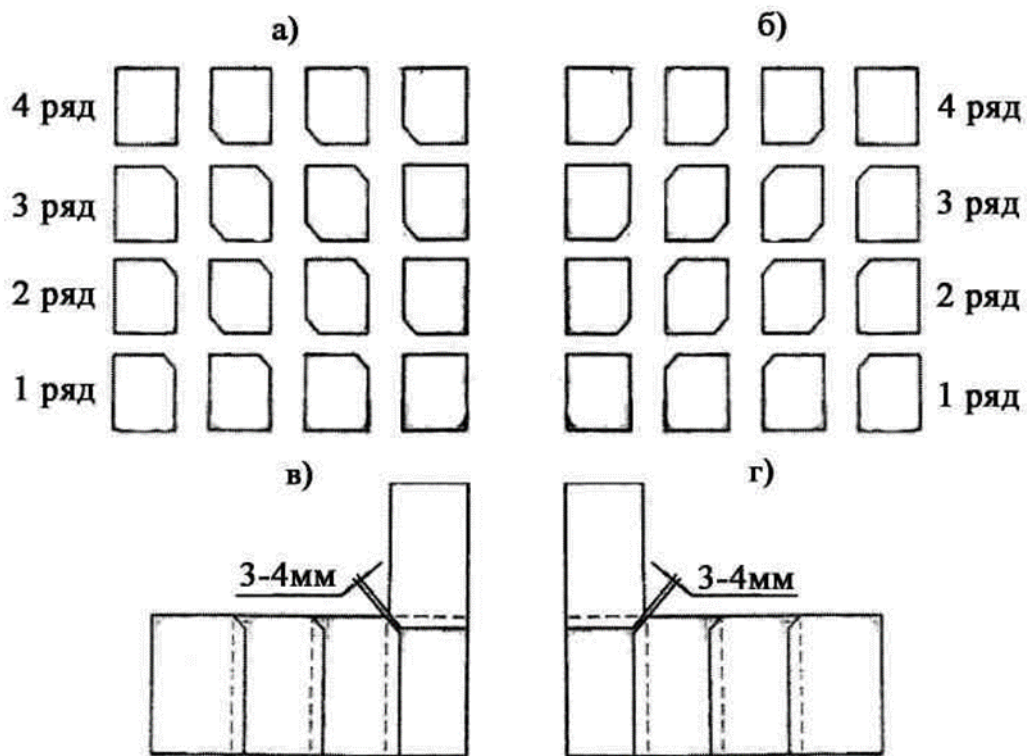 а) б)
4 ряд 4 ряд
3 ряд 3 ряд
2 ряд 2 ряд
1 ряд 1 ряд
в) г)
3-4мм 3-4мм